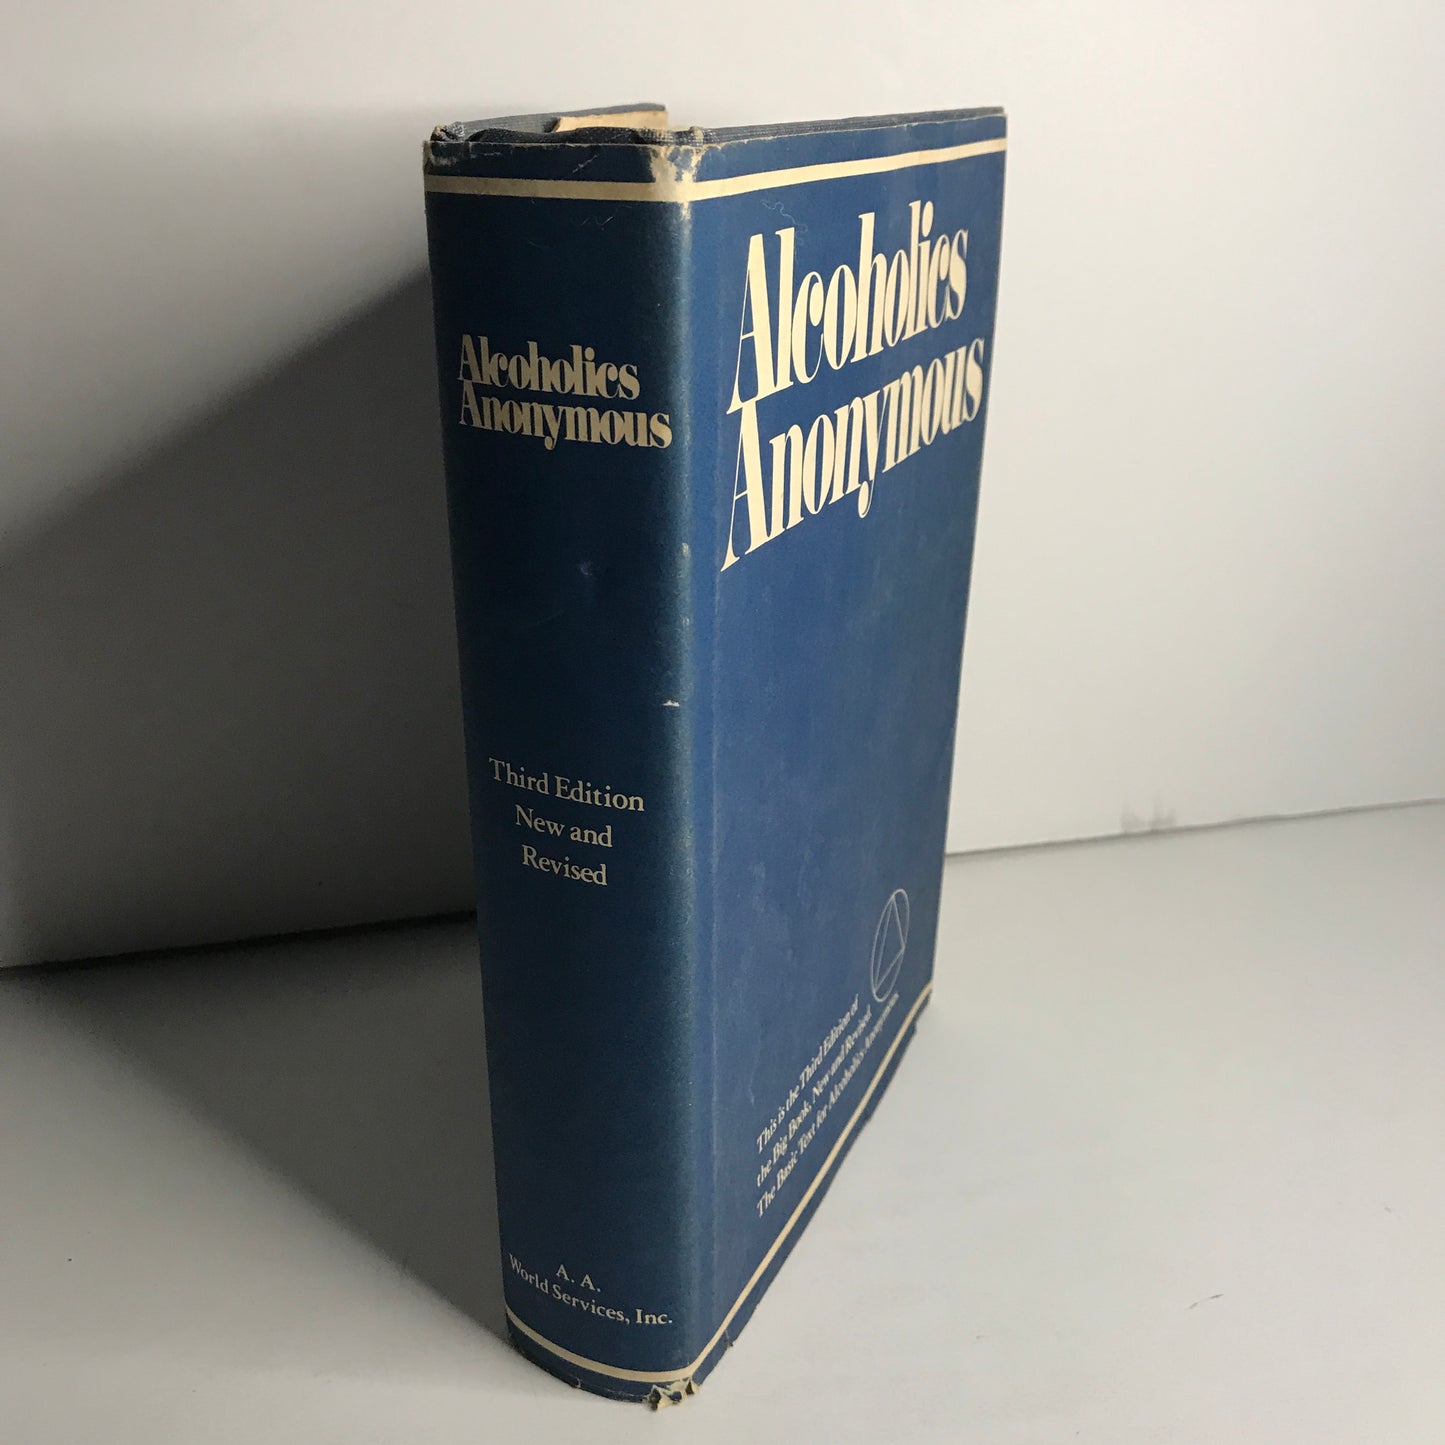 Alcoholics
Anonymous
Third Edition
New and
Revised
A. A.
World Services, Inc.
Alcoholics
Anonymous
This is the Third Edition of
the Big Book, New and Revised.
The Basic Text for Alcoholics Anonymous.